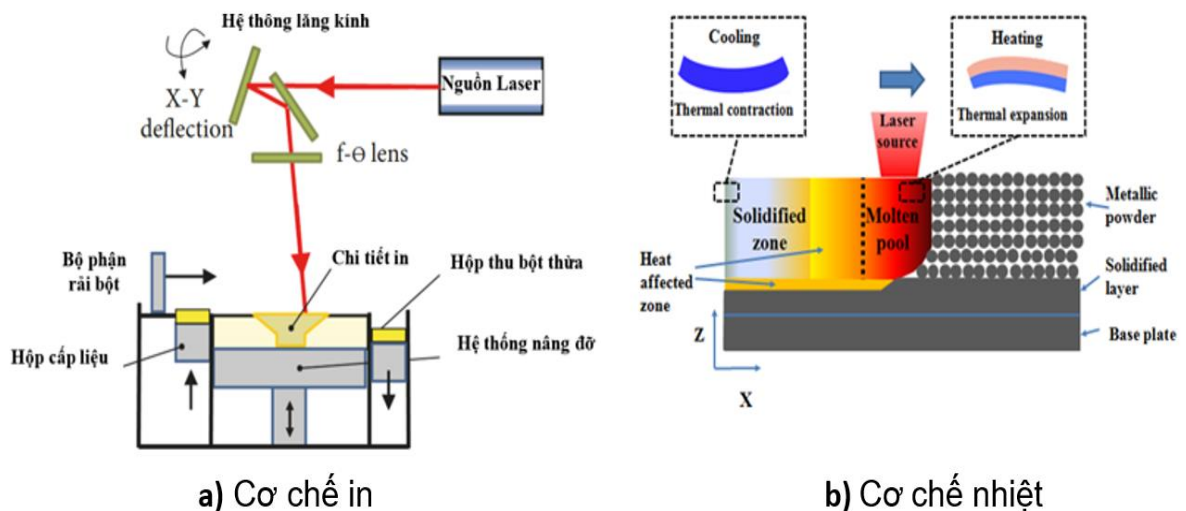 Hệ thông lăng kính
X-Y
deflection
Nguồn Laser
f-Θ lens
Bộ phận
rải bột
Chi tiết in
Hộp thu bột thừa
Hộp cấp liệu
Hệ thống nâng đỡ
a) Cơ chế in
Cooling
Thermal contraction
Heating
Thermal expansion
Laser
source
Solidified
zone
Molten
pool
Metallic
powder
Heat
affected
zone
Solidified
layer
Base plate
Z
X
b) Cơ chế nhiệt